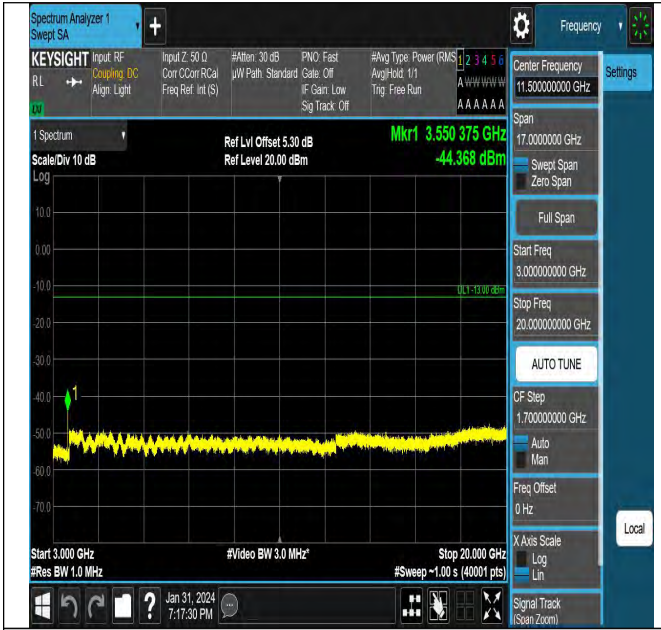 Spectrum Analyzer 1
Swept SA
+
Frequency
KEYSIGHT
RL
Input: RF
Coupling: DC
Align: Light
Input Z: 50 Ω
Corr CCorr RCal
Freq Ref: Int (S)
#Atten: 30 dB
µW Path: Standard
PNO: Fast
Gate: Off
IF Gain: Low
Sig Track: Off
#Avg Type: Power (RMS
Avg|Hold: 1/1
Trig: Free Run
1 2 3 4 5 6
A W W W W W
A A A A A A
1 Spectrum
Scale/Div 10 dB
Ref Lvl Offset 5.30 dB
Ref Level 20.00 dBm
Mkr1 3.550 375 GHz
-44.368 dBm
Log
10.0
0.00
-10.0
DL1 -13.00 dBm
-20.0
-30.0
-40.0
1
-50.0
-60.0
-70.0
Start 3.000 GHz
#Video BW 3.0 MHz*
Stop 20.000 GHz
#Res BW 1.0 MHz
#Sweep ~1.00 s (40001 pts)
?
Jan 31, 2024
7:17:30 PM
Center Frequency
11.500000000 GHz
Settings
Span
17.0000000 GHz
Swept Span
Zero Span
Full Span
Start Freq
3.000000000 GHz
Stop Freq
20.000000000 GHz
AUTO TUNE
CF Step
1.700000000 GHz
Auto
Man
Freq Offset
0 Hz
X Axis Scale
Log
Lin
Local
Signal Track
(Span Zoom)